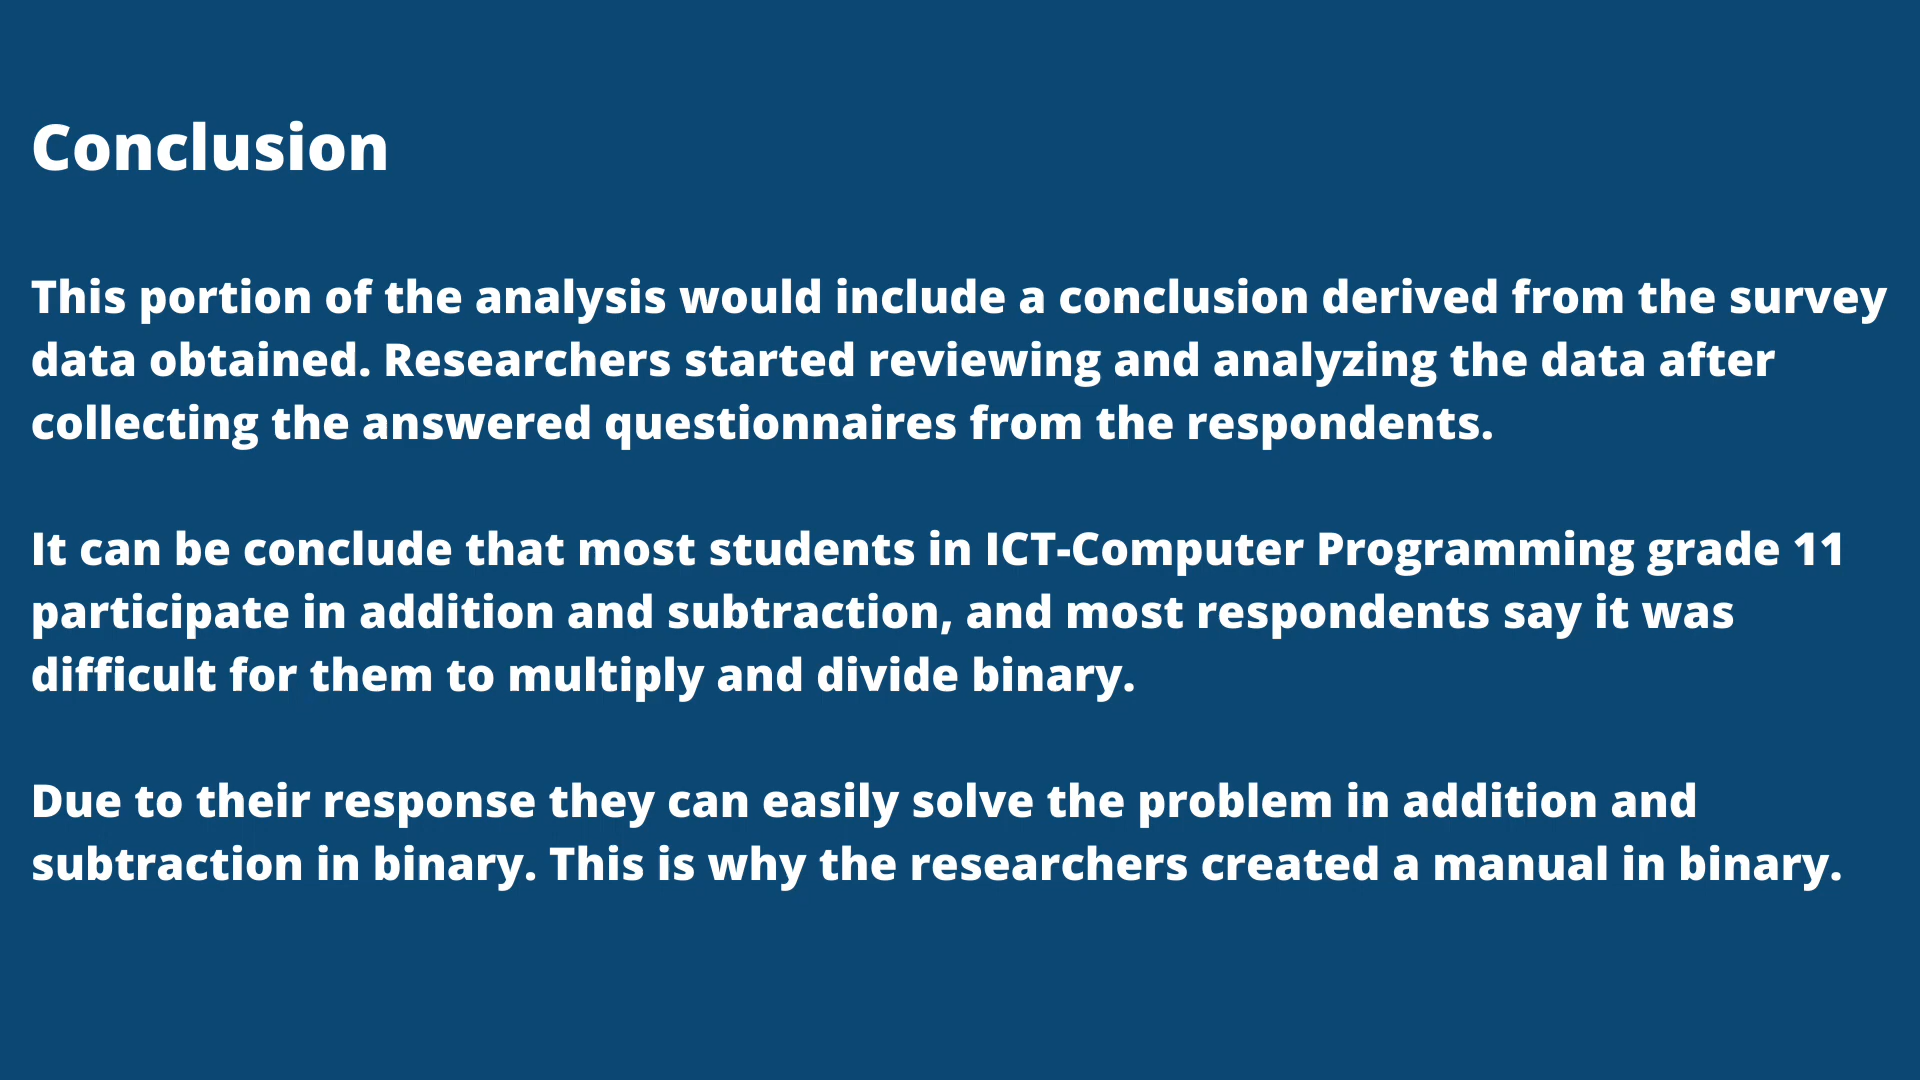 Conclusion
This portion of the analysis would include a conclusion derived from the survey
data obtained. Researchers started reviewing and analyzing the data after
collecting the answered questionnaires from the respondents.
It can be conclude that most students in ICT-Computer Programming grade 11
participate in addition and subtraction, and most respondents say it was
difficult for them to multiply and divide binary.
Due to their response they can easily solve the problem in addition and
subtraction in binary. This is why the researchers created a manual in binary.